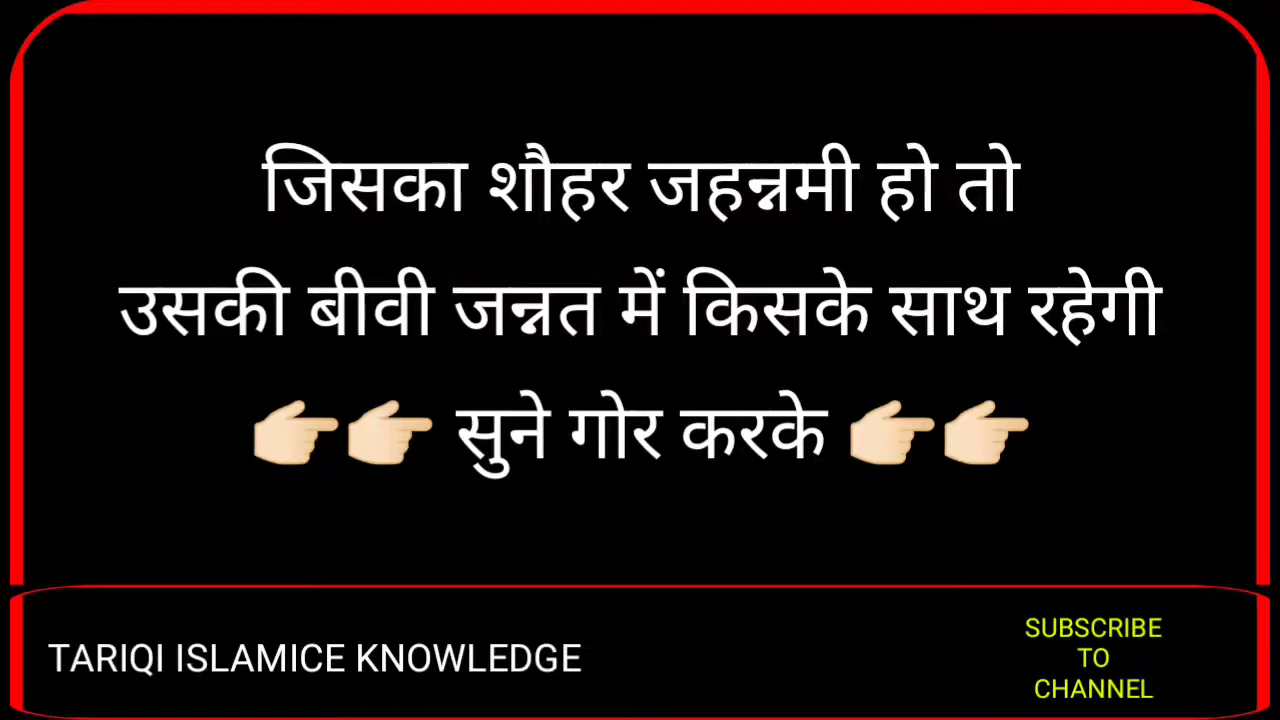 जिसका शौहर जहन्नमी हो तो
उसकी बीवी जन्नत में किसके साथ रहेगी
👉🏻👉🏻 सुने गोर करके 👉🏻👉🏻
TARIQI ISLAMICE KNOWLEDGE
SUBSCRIBE
TO
CHANNEL